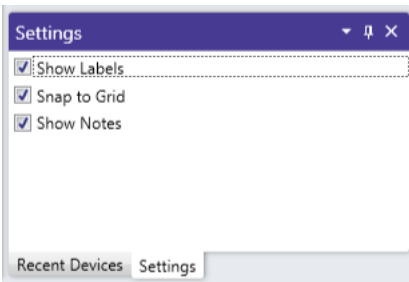 Settings
Show Labels
Snap to Grid
Show Notes
Recent Devices Settings